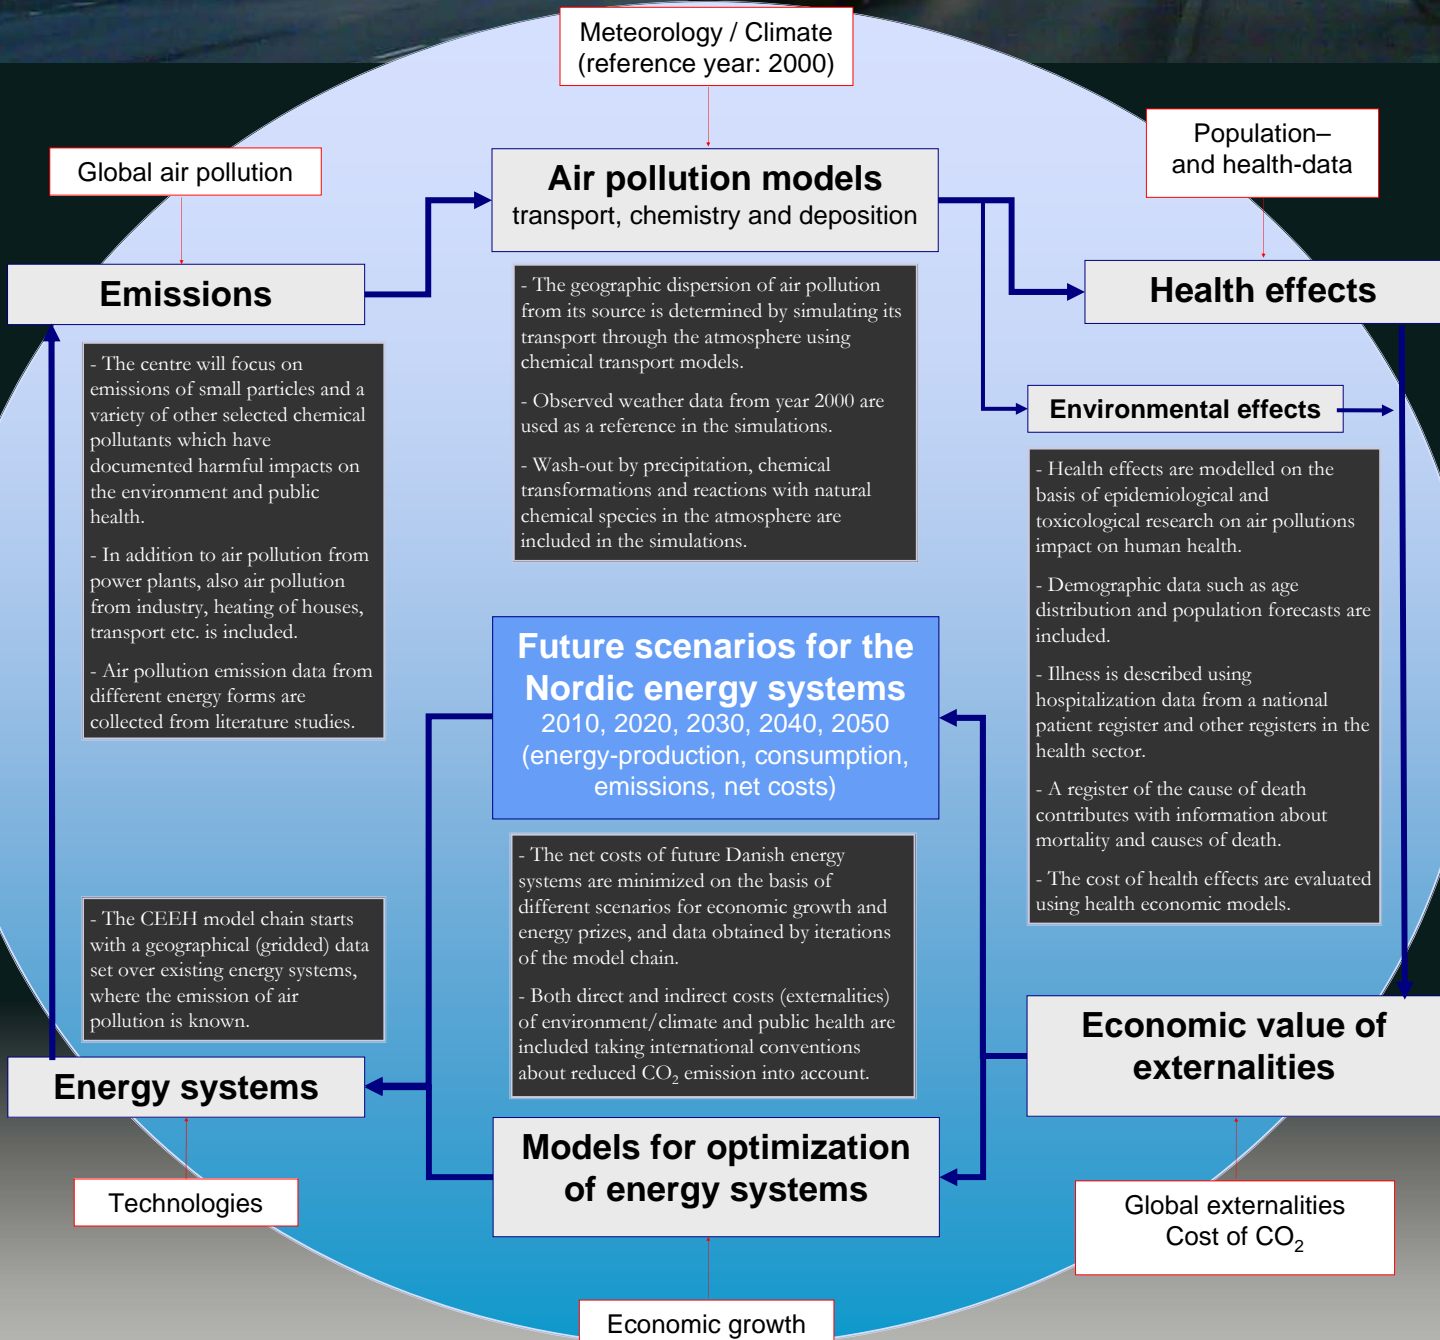 Meteorology / Climate
(reference year: 2000)
Population–
and health-data
Global air pollution
Air pollution models
transport, chemistry and deposition
Emissions
Health effects
- The geographic dispersion of air pollution
from its source is determined by simulating its
transport through the atmosphere using
chemical transport models.
- Observed weather data from year 2000 are
used as a reference in the simulations.
- Wash-out by precipitation, chemical
transformations and reactions with natural
chemical species in the atmosphere are
included in the simulations.
- The centre will focus on
emissions of small particles and a
variety of other selected chemical
pollutants which have
documented harmful impacts on
the environment and public
health.
- In addition to air pollution from
power plants, also air pollution
from industry, heating of houses,
transport etc. is included.
- Air pollution emission data from
different energy forms are
collected from literature studies.
Environmental effects
- Health effects are modelled on the
basis of epidemiological and
toxicological research on air pollutions
impact on human health.
- Demographic data such as age
distribution and population forecasts are
included.
- Illness is described using
hospitalization data from a national
patient register and other registers in the
health sector.
- A register of the cause of death
contributes with information about
mortality and causes of death.
- The cost of health effects are evaluated
using health economic models.
Future scenarios for the
Nordic energy systems
2010, 2020, 2030, 2040, 2050
(energy-production, consumption,
emissions, net costs)
- The net costs of future Danish energy
systems are minimized on the basis of
different scenarios for economic growth and
energy prizes, and data obtained by iterations
of the model chain.
- Both direct and indirect costs (externalities)
of environment/climate and public health are
included taking international conventions
about reduced CO₂ emission into account.
- The CEEH model chain starts
with a geographical (gridded) data
set over existing energy systems,
where the emission of air
pollution is known.
Economic value of
externalities
Energy systems
Models for optimization
of energy systems
Technologies
Global externalities
Cost of CO₂
Economic growth